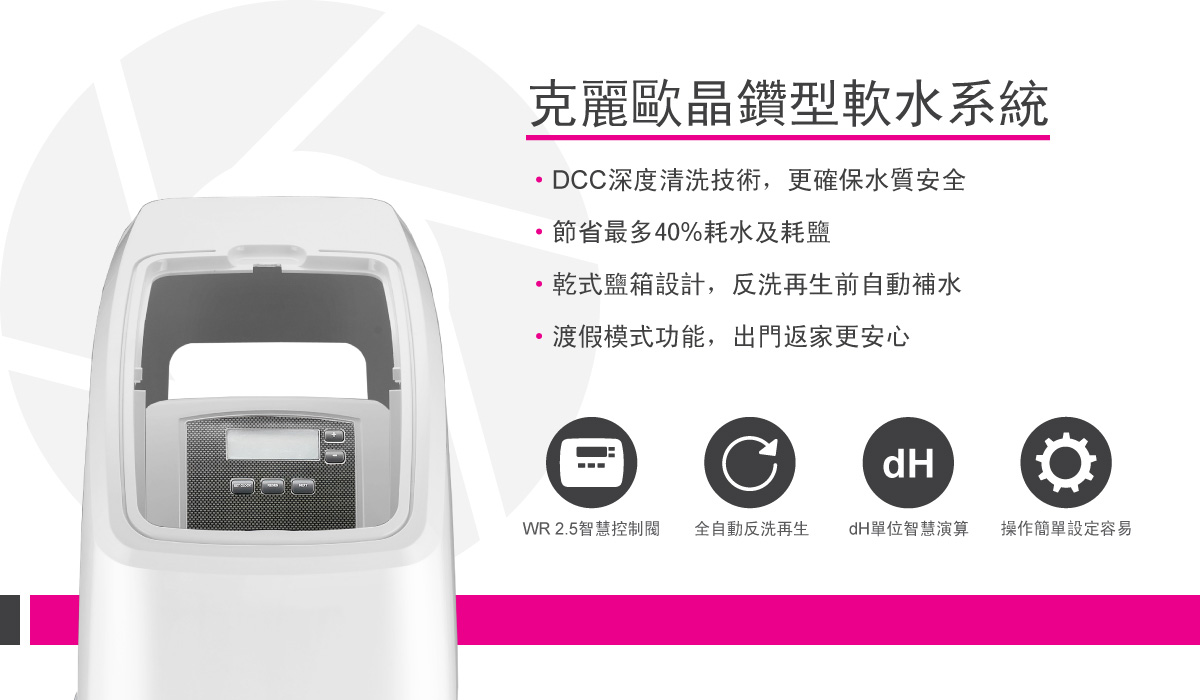 克麗歐晶鑽型軟水系統
• DCC深度清洗技術，更確保水質安全
• 節省最多40%耗水及耗鹽
• 乾式鹽箱設計，反洗再生前自動補水
• 渡假模式功能，出門返家更安心
dH
WR 2.5智慧控制閥
全自動反洗再生
dH單位智慧演算
操作簡單設定容易